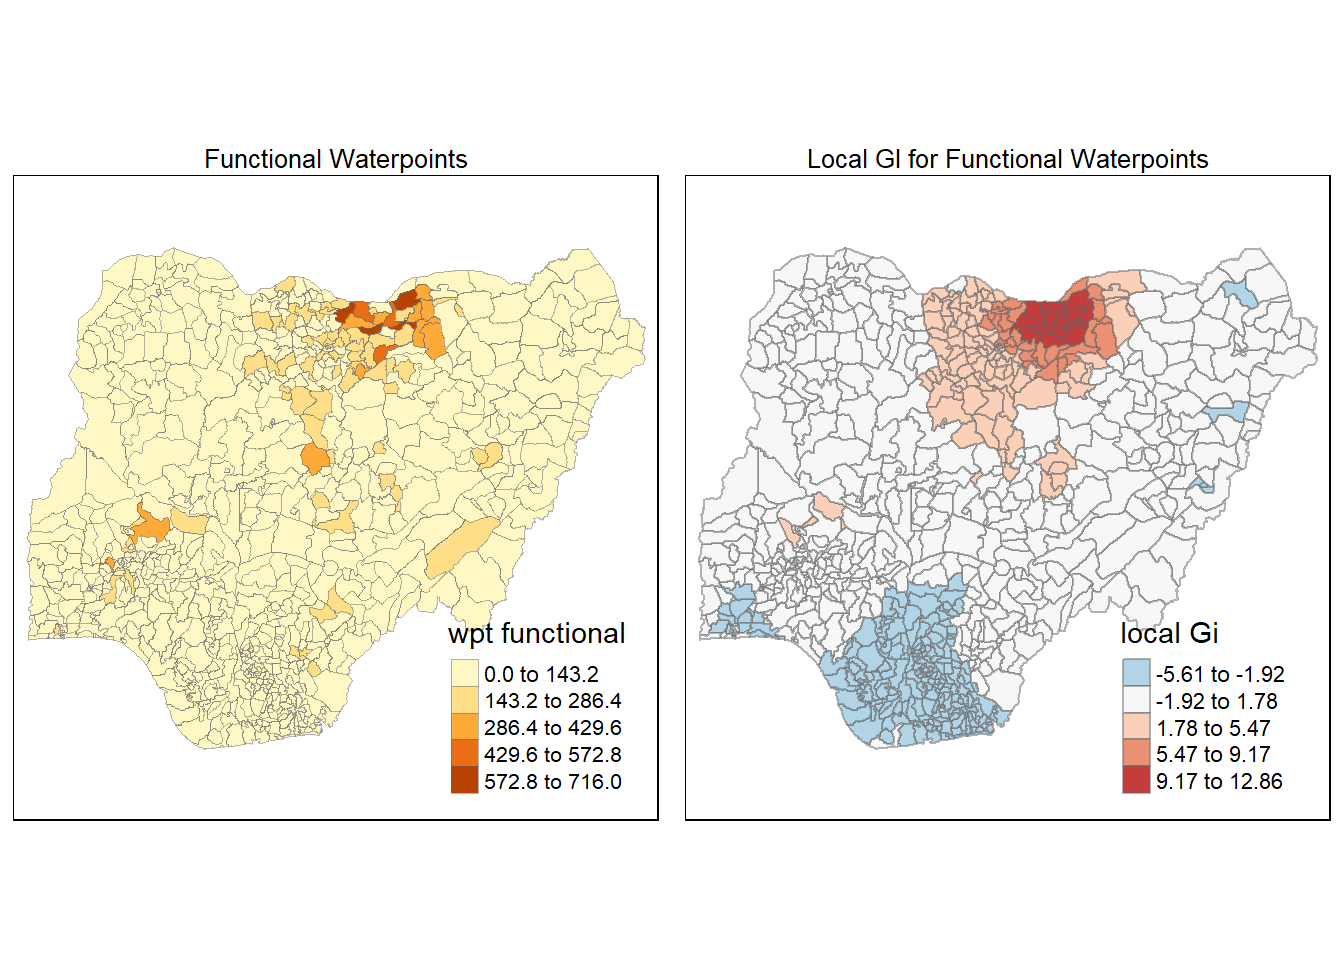 Functional Waterpoints
wpt functional
0.0 to 143.2
143.2 to 286.4
286.4 to 429.6
429.6 to 572.8
572.8 to 716.0
Local GI for Functional Waterpoints
local Gi
-5.61 to -1.92
-1.92 to 1.78
1.78 to 5.47
5.47 to 9.17
9.17 to 12.86